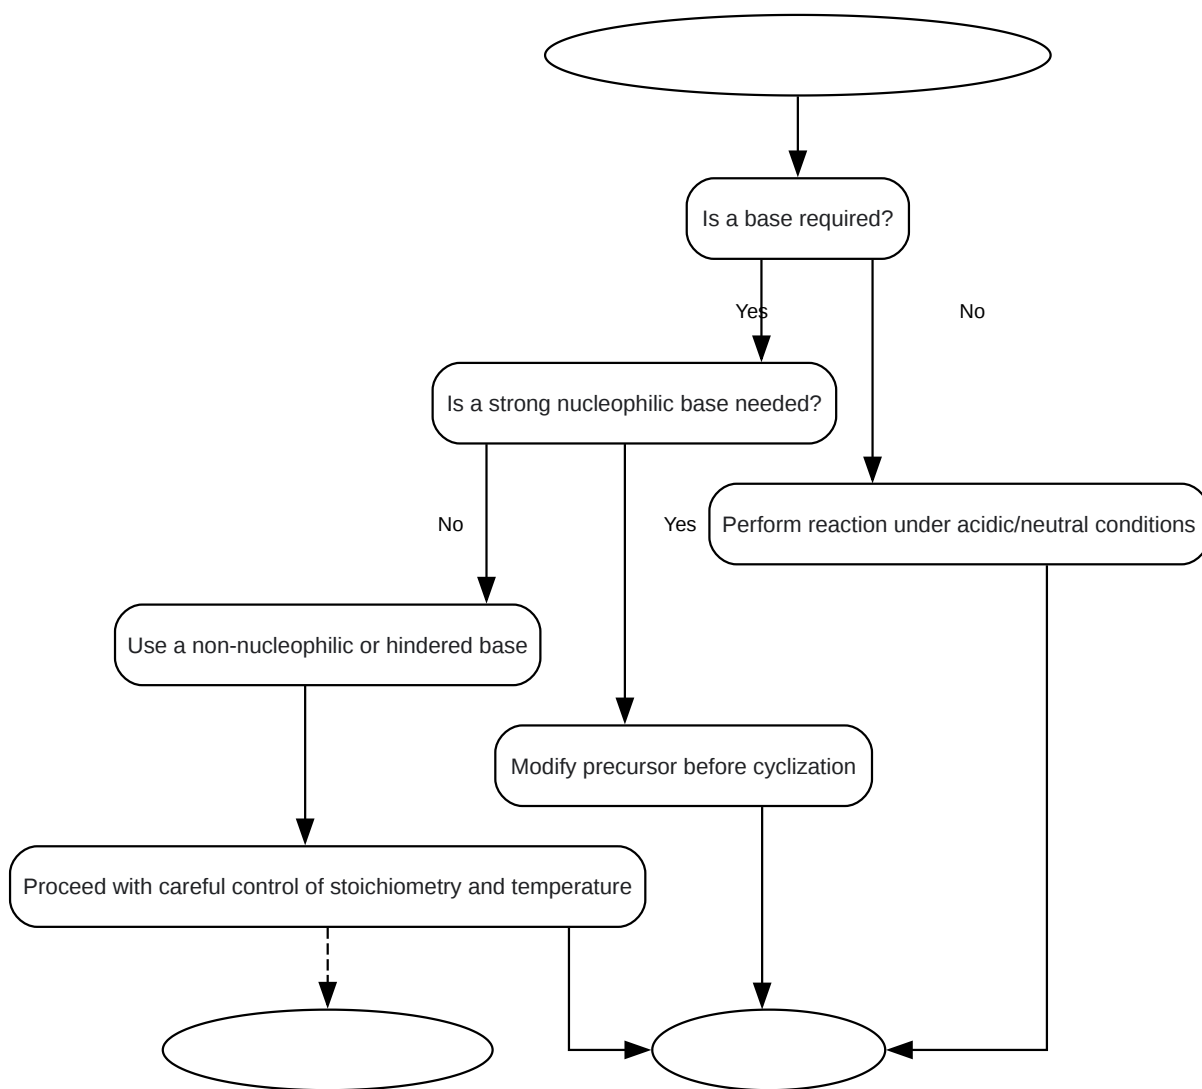 Is a base required?
Yes
No
Is a strong nucleophilic base needed?
No
Yes
Perform reaction under acidic/neutral conditions
Use a non-nucleophilic or hindered base
Modify precursor before cyclization
Proceed with careful control of stoichiometry and temperature